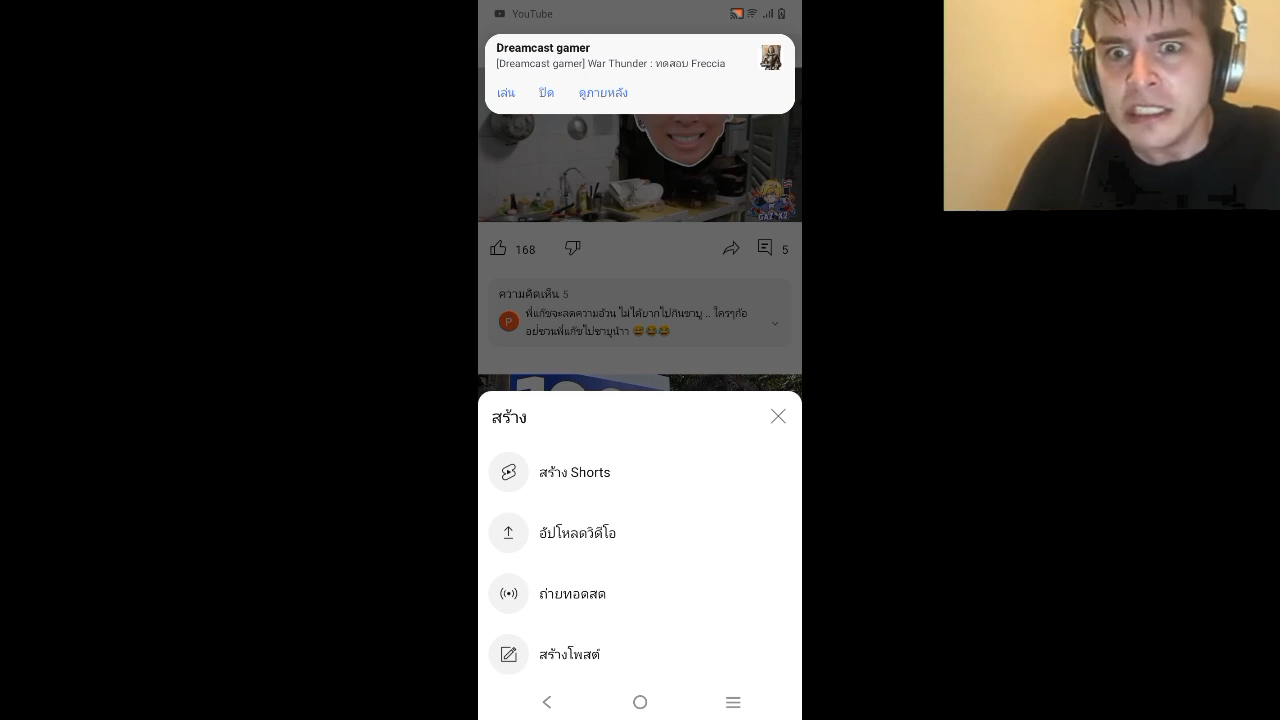 YouTube
Dreamcast gamer
[Dreamcast gamer] War Thunder : ทดสอบ Freccia
เล่น ปิด ดูภายหลัง
GAZ
168
5
ความคิดเห็น 5
P
พี่แก๊ซจะลดความอ้วน ไม่ได้ยากไปกินชาบู .. ใครๆก้อ
อย่ชวนพี่แก๊ซไปชาบูน้าา 😅😂😂
สร้าง
สร้าง Shorts
อัปโหลดวิดีโอ
ถ่ายทอดสด
สร้างโพสต์